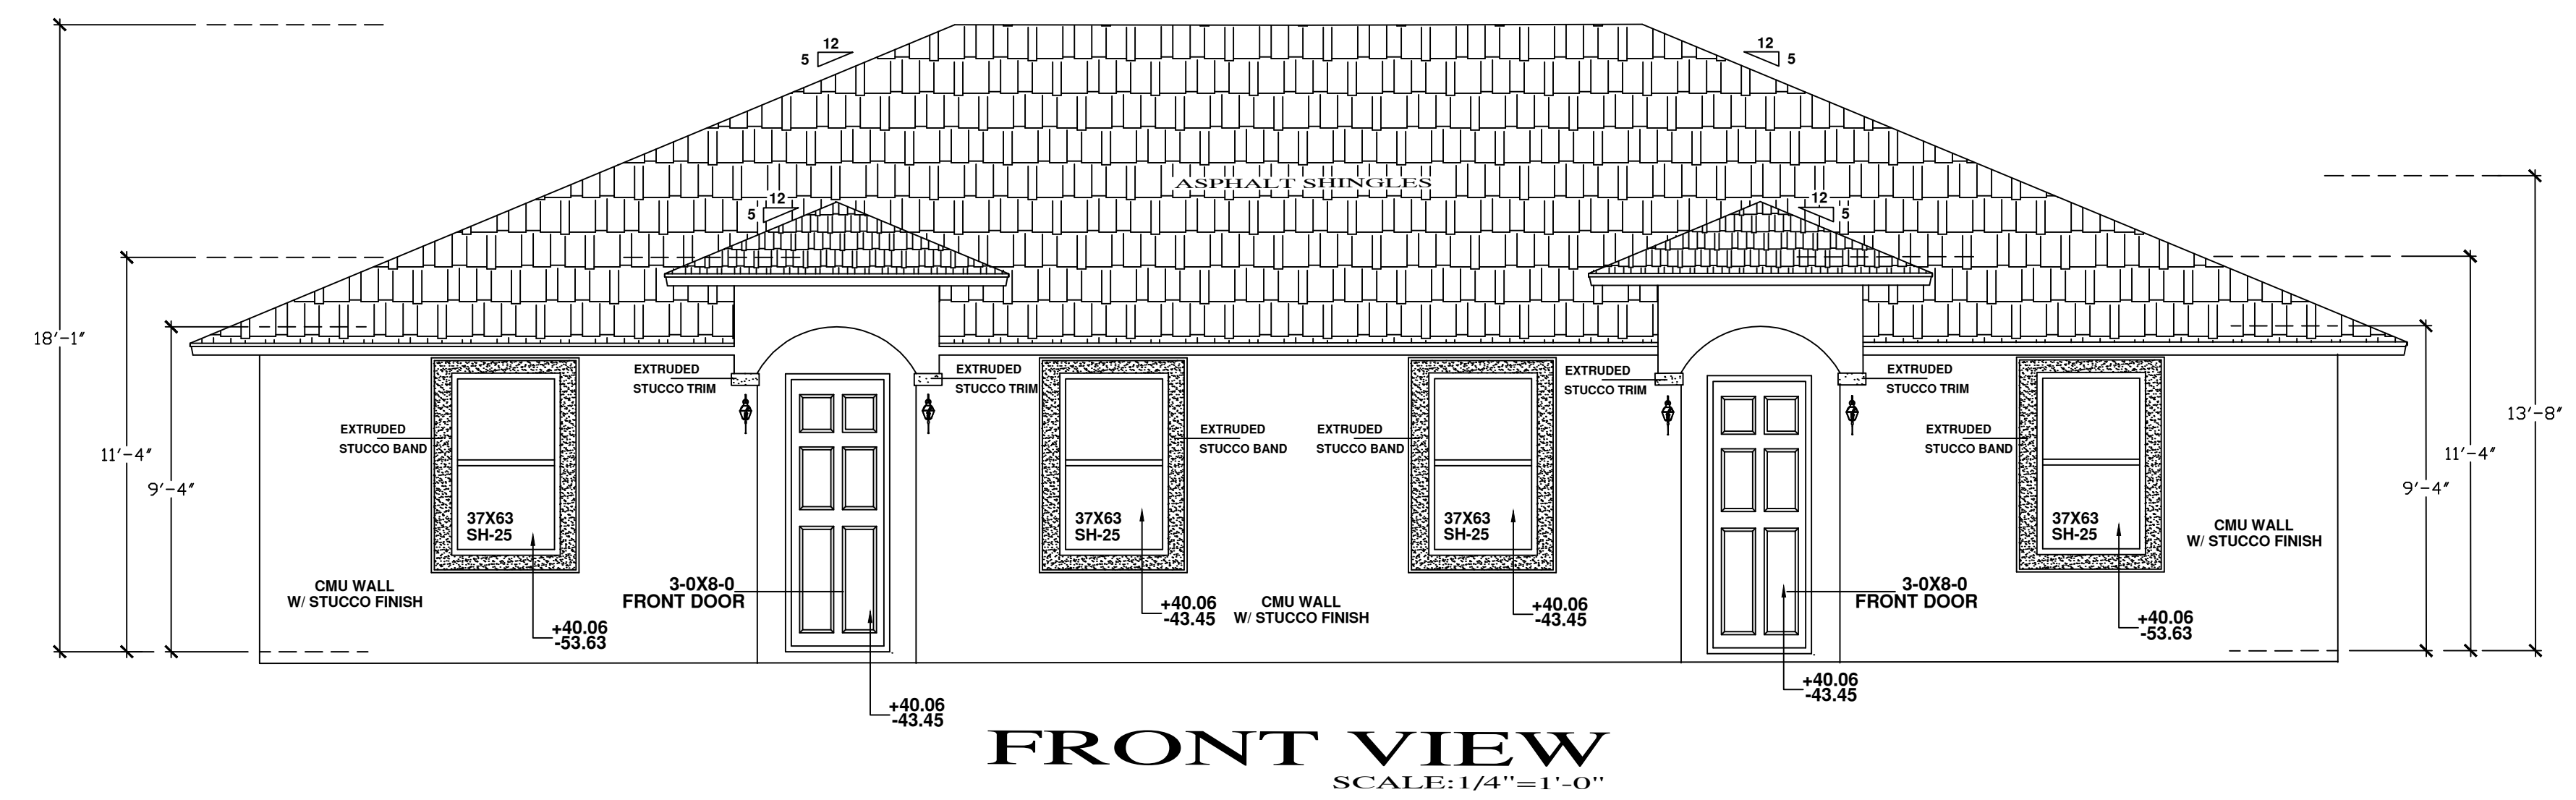 12
5
12
5
ASPHALT SHINGLES
12
5
12
5
18'-1"
11'-4"
9'-4"
13'-8"
11'-4"
9'-4"
EXTRUDED
STUCCO TRIM
EXTRUDED
STUCCO TRIM
EXTRUDED
STUCCO TRIM
EXTRUDED
STUCCO TRIM
EXTRUDED
STUCCO BAND
EXTRUDED
STUCCO BAND
EXTRUDED
STUCCO BAND
EXTRUDED
STUCCO BAND
37X63
SH-25
37X63
SH-25
37X63
SH-25
37X63
SH-25
CMU WALL
W/ STUCCO FINISH
CMU WALL
W/ STUCCO FINISH
3-0X8-0
FRONT DOOR
3-0X8-0
FRONT DOOR
+40.06
-53.63
+40.06
-43.45
CMU WALL
W/ STUCCO FINISH
+40.06
-43.45
+40.06
-53.63
+40.06
-43.45
+40.06
-43.45
FRONT VIEW
SCALE:1/4"=1'-0"